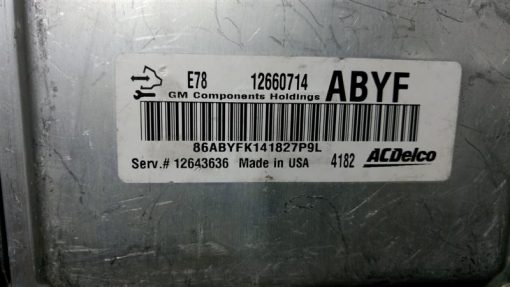 E78 12660714 ABYF
GM Components Holdings
86ABYFK141827P9L
Serv.# 12643636 Made in USA 4182 ACDelco